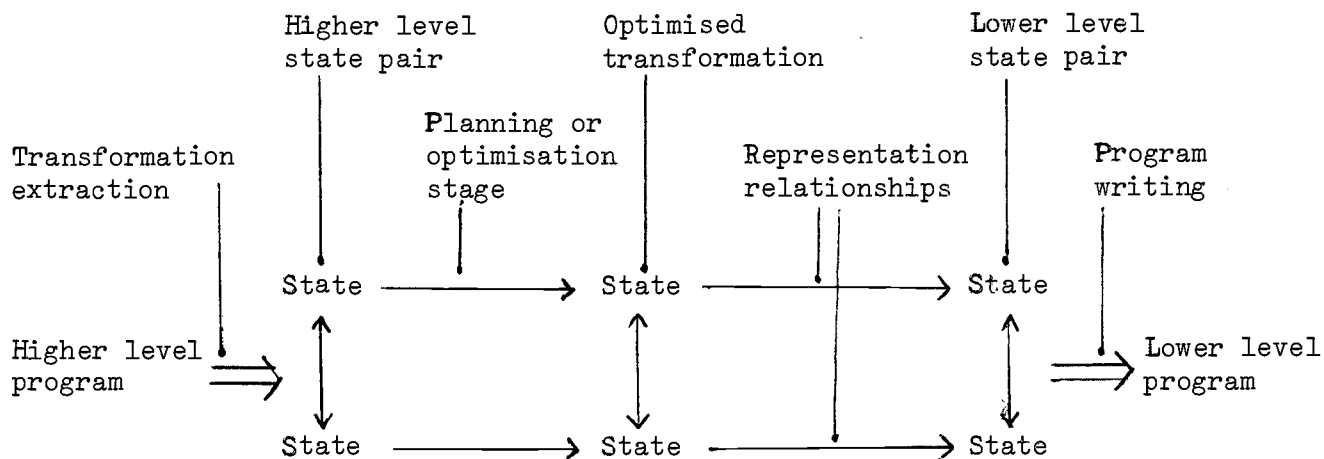 Higher level
state pair
Optimised
transformation
Lower level
state pair
Transformation
extraction
Planning or
optimisation
stage
Representation
relationships
Program
writing
State
State
State
Higher level
program
Lower level
program
State
State
State